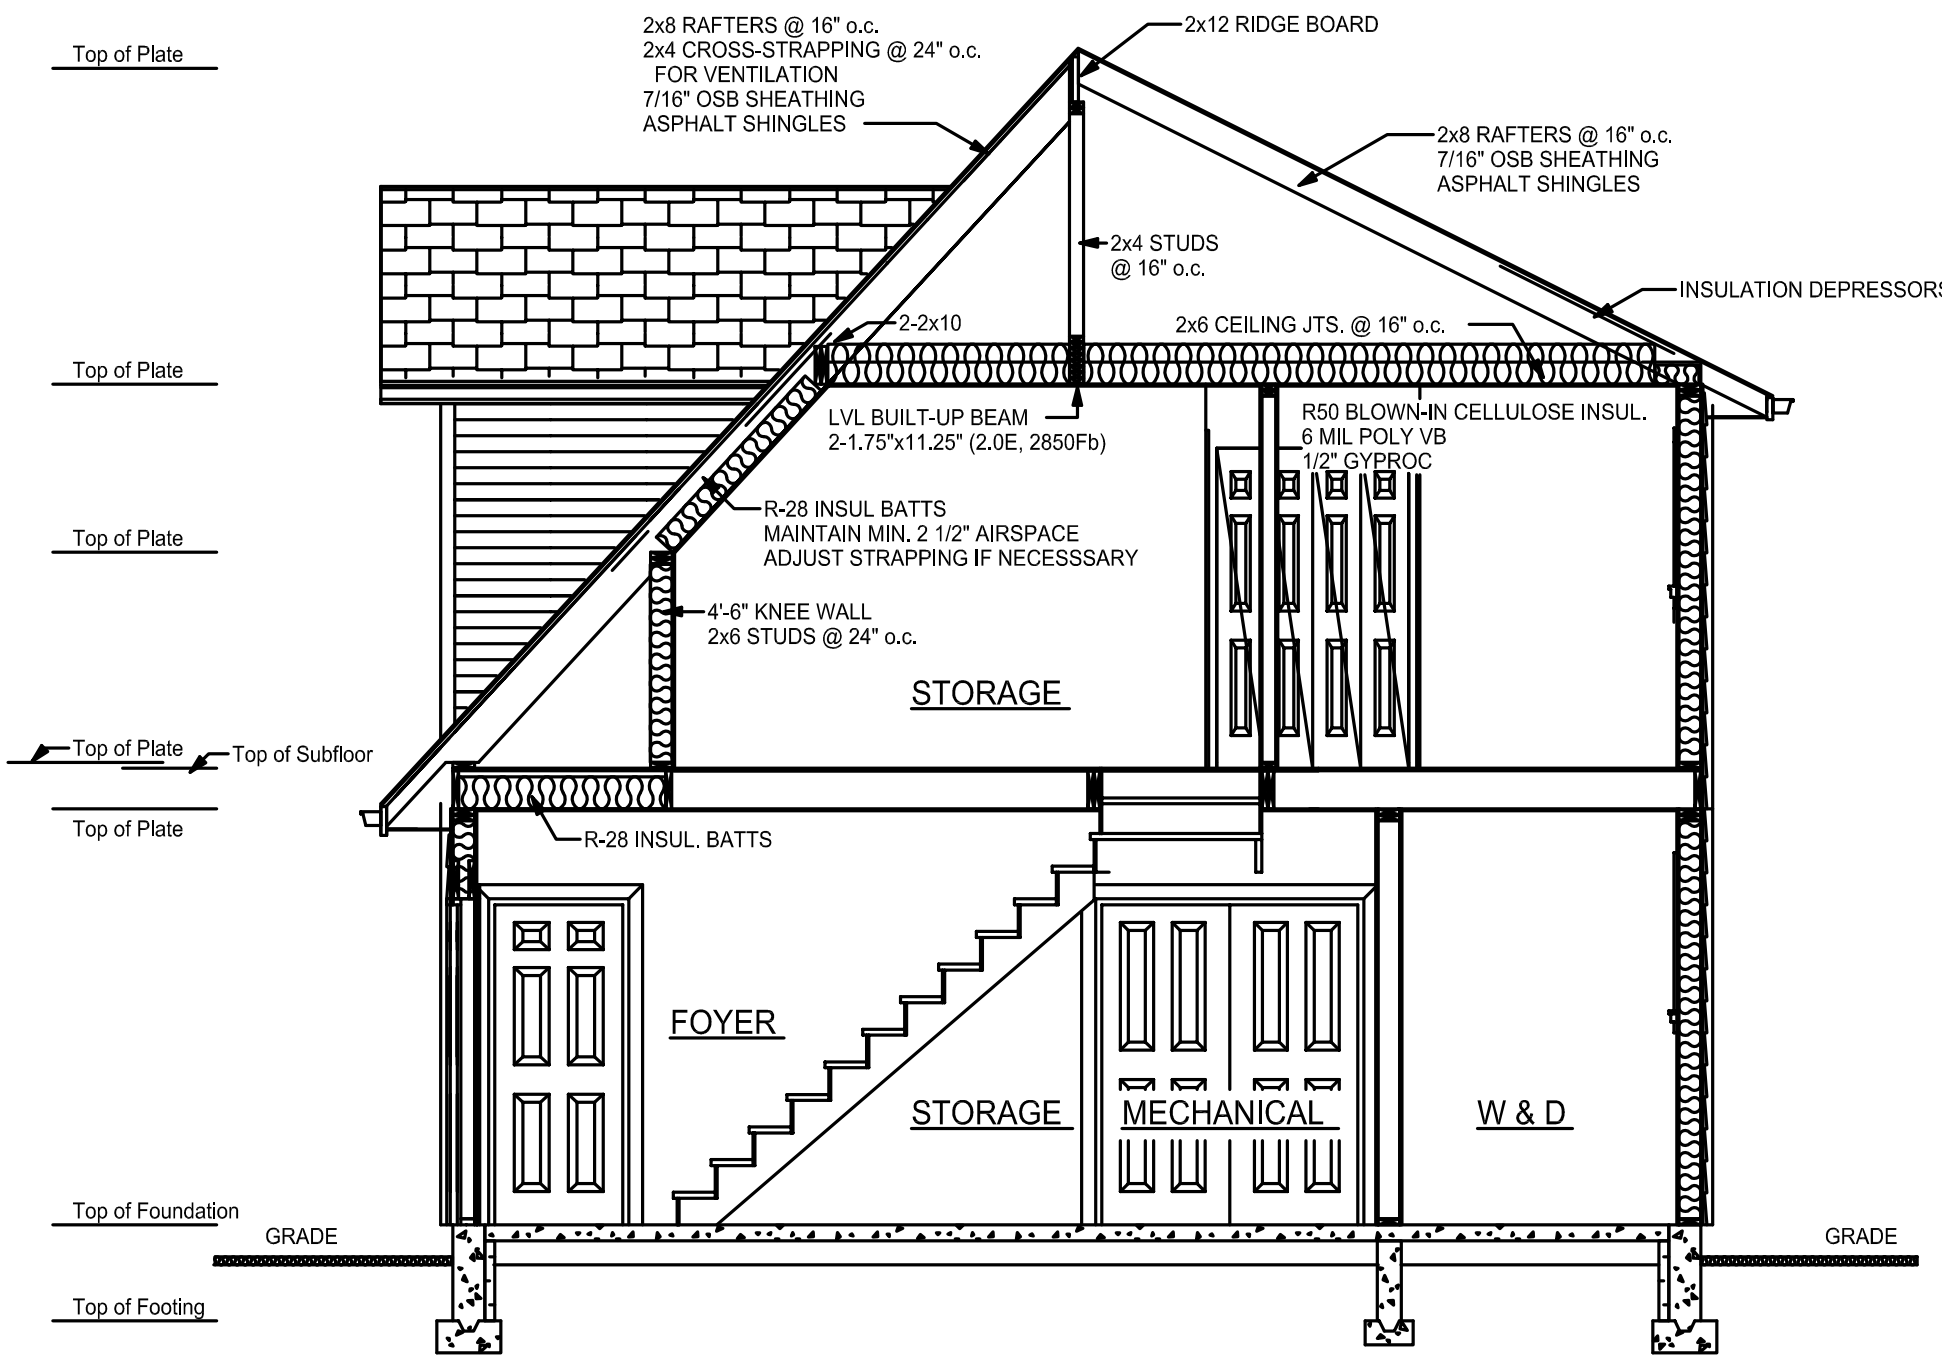 Top of Plate
2x8 RAFTERS @ 16" o.c.
2x4 CROSS-STRAPPING @ 24" o.c.
FOR VENTILATION
7/16" OSB SHEATHING
ASPHALT SHINGLES
2x12 RIDGE BOARD
2x8 RAFTERS @ 16" o.c.
7/16" OSB SHEATHING
ASPHALT SHINGLES
2x4 STUDS
@ 16" o.c.
INSULATION DEPRESSORS
2-2x10
2x6 CEILING JTS. @ 16" o.c.
Top of Plate
LVL BUILT-UP BEAM
2-1.75"x11.25" (2.0E, 2850Fb)
R50 BLOWN-IN CELLULOSE INSUL.
6 MIL POLY VB
1/2" GYPROC
R-28 INSUL BATTS
MAINTAIN MIN. 2 1/2" AIRSPACE
ADJUST STRAPPING IF NECESSSARY
Top of Plate
4'-6" KNEE WALL
2x6 STUDS @ 24" o.c.
STORAGE
Top of Plate
Top of Subfloor
Top of Plate
R-28 INSUL. BATTS
FOYER
STORAGE
MECHANICAL
W & D
Top of Foundation
GRADE
GRADE
Top of Footing